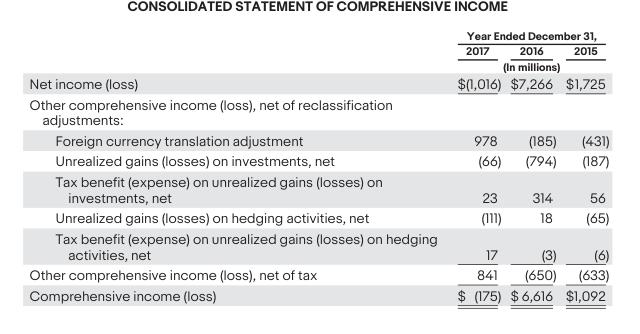 CONSOLIDATED STATEMENT OF COMPREHENSIVE INCOME
Year Ended December 31,
2017 2016 2015
(In millions)
Net income (loss) $(1,016) $7,266 $1,725
Other comprehensive income (loss), net of reclassification
adjustments:
Foreign currency translation adjustment 978 (185) (431)
Unrealized gains (losses) on investments, net (66) (794) (187)
Tax benefit (expense) on unrealized gains (losses) on
investments, net 23 314 56
Unrealized gains (losses) on hedging activities, net (111) 18 (65)
Tax benefit (expense) on unrealized gains (losses) on hedging
activities, net 17 (3) (6)
Other comprehensive income (loss), net of tax 841 (650) (633)
Comprehensive income (loss) $ (175) $ 6,616 $1,092